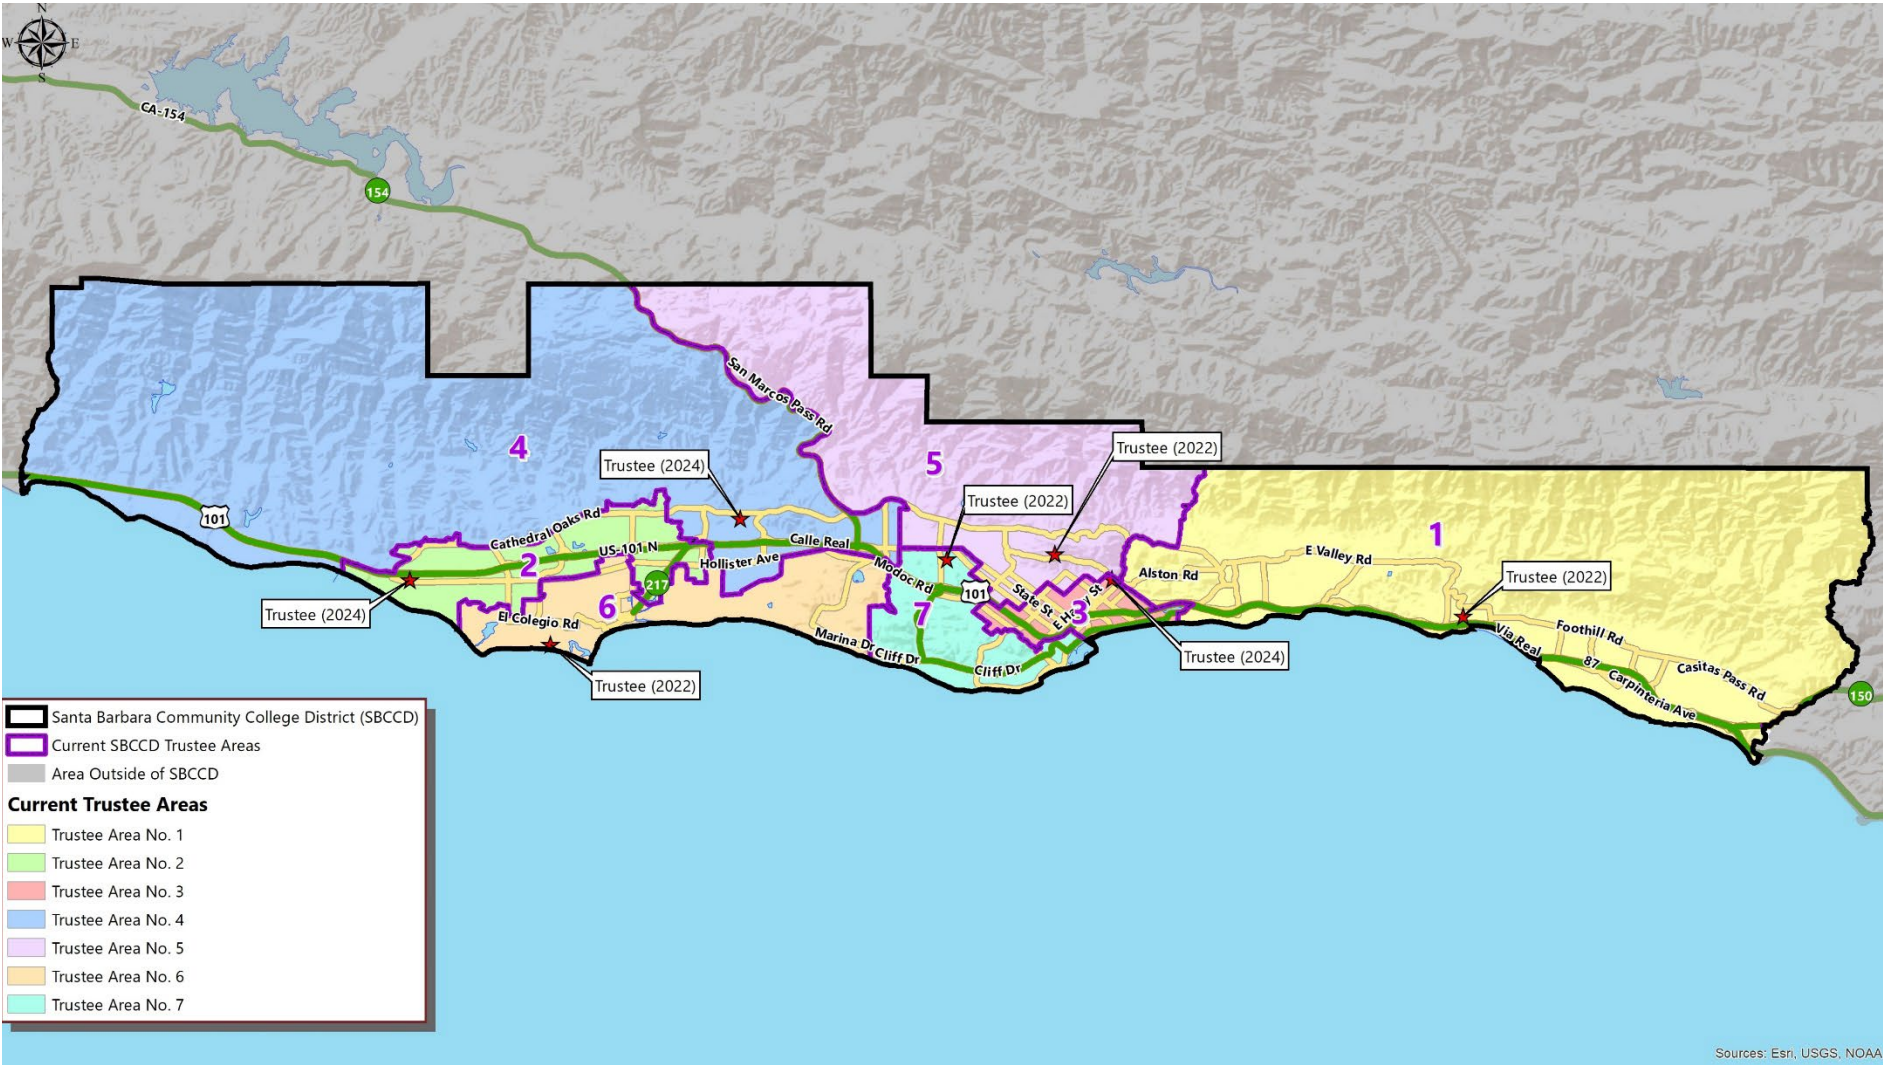 N
W E
S
CA-154
154
San Marcos Pass Rd
4
5
Trustee (2022)
Trustee (2024)
Trustee (2022)
101
Cathedral Oaks Rd
US-101 N
Calle Real
Hollister Ave
2
Modoc Rd
1
E Valley Rd
Alston Rd
Trustee (2022)
217
101
State St
3
Trustee (2024)
6
El Colegio Rd
7
Marina Dr
Cliff Dr
Cliff Dr
Trustee (2024)
Trustee (2022)
Via Real
Foothill Rd
87
Casitas Pass Rd
Carpinteria Ave
150
Santa Barbara Community College District (SBCCD)
Current SBCCD Trustee Areas
Area Outside of SBCCD
Current Trustee Areas
Trustee Area No. 1
Trustee Area No. 2
Trustee Area No. 3
Trustee Area No. 4
Trustee Area No. 5
Trustee Area No. 6
Trustee Area No. 7
Sources: Esri, USGS, NOAA